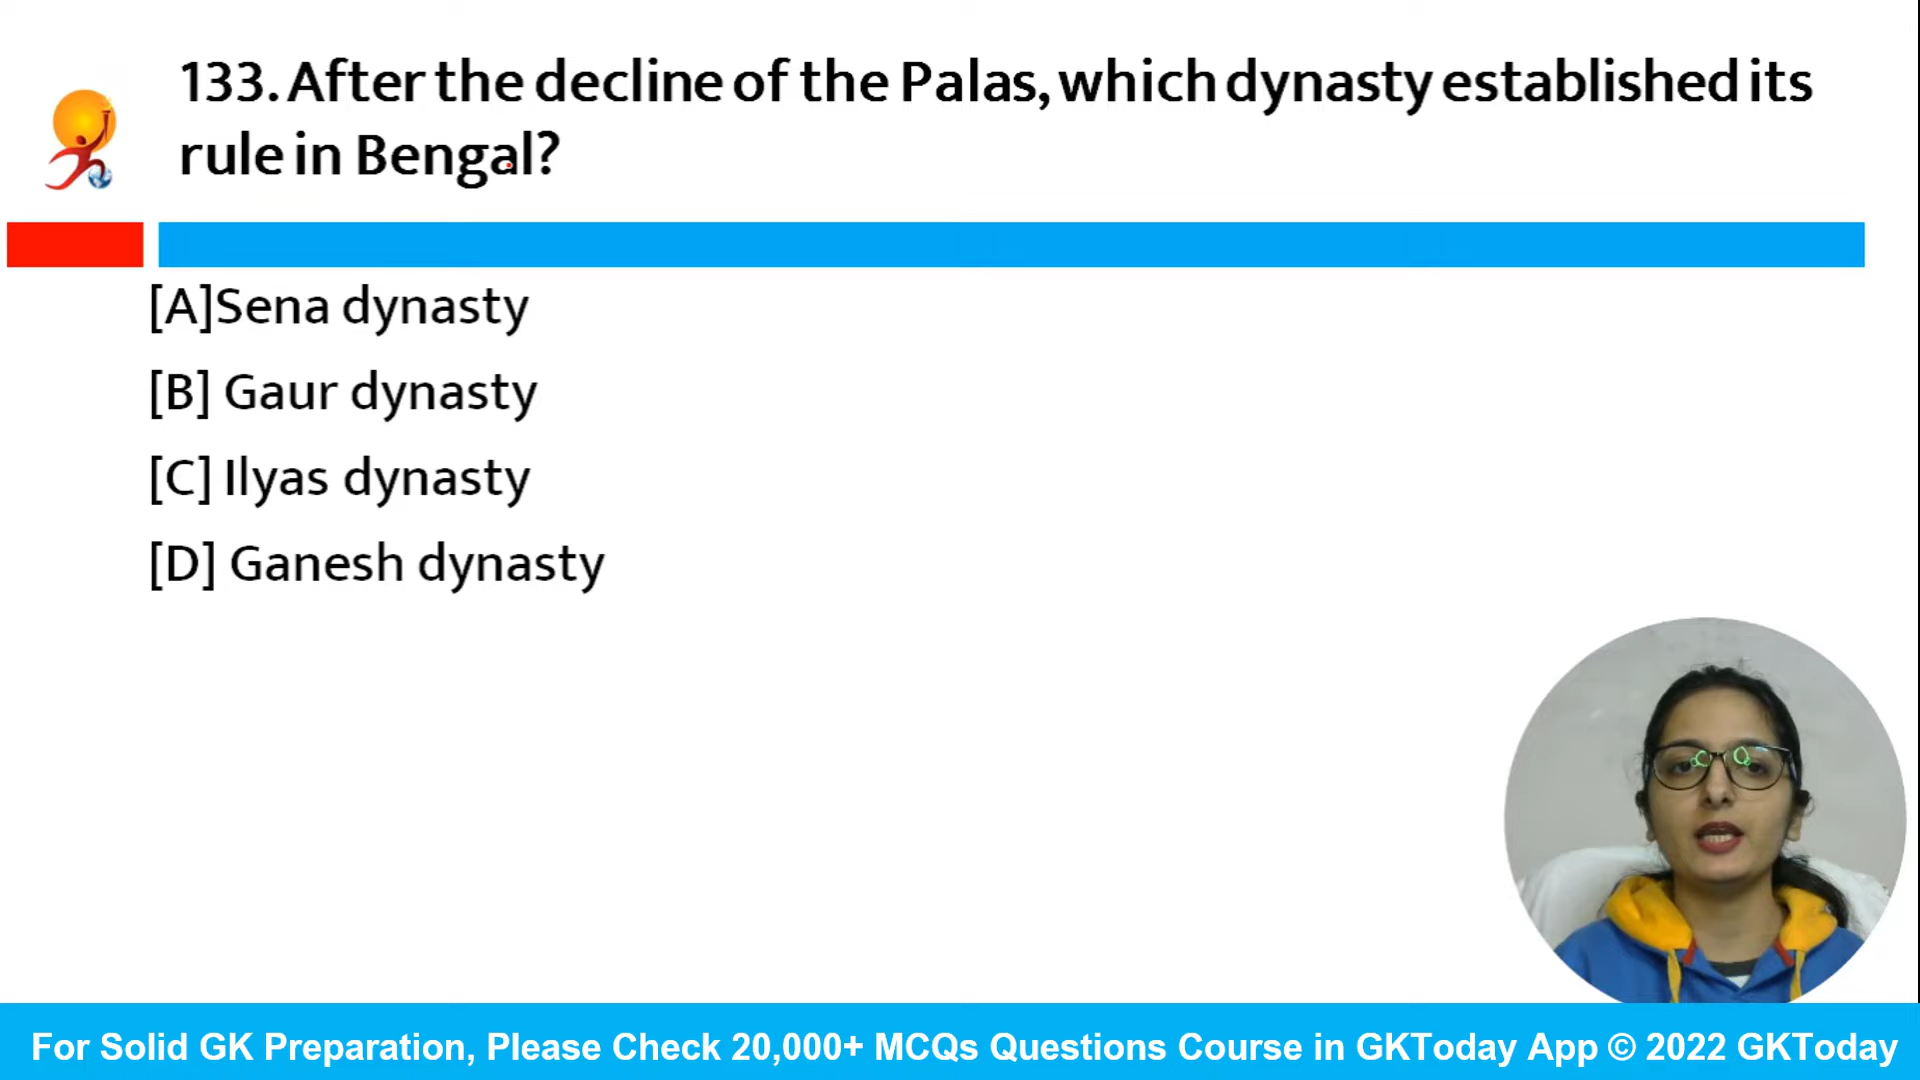 133. After the decline of the Palas, which dynasty established its
rule in Bengal?
[A]Sena dynasty
[B] Gaur dynasty
[C] Ilyas dynasty
[D] Ganesh dynasty
For Solid GK Preparation, Please Check 20,000+ MCQs Questions Course in GKToday App © 2022 GKToday